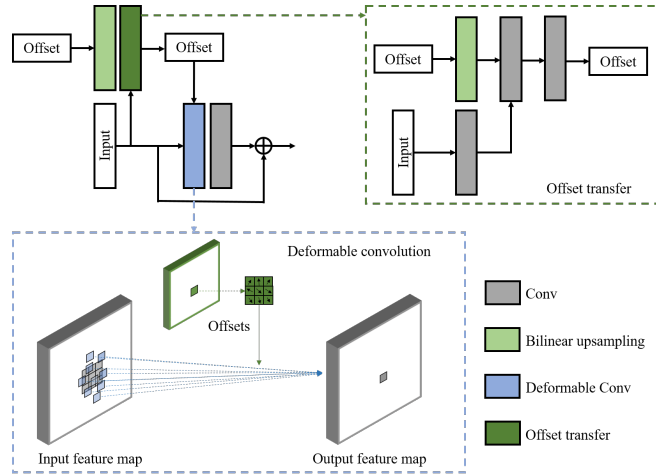 Offset
Offset
Input
Offset
Offset
Input
Offset transfer
Deformable convolution
Offsets
Input feature map
Output feature map
Conv
Bilinear upsampling
Deformable Conv
Offset transfer